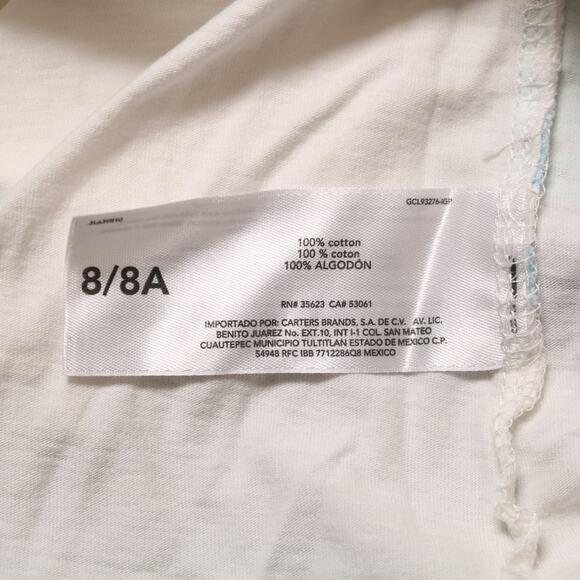 100% cotton
100 % coton
100% ALGODÓN
8/8A
RN# 35623 CA# 53061
IMPORTADO POR: CARTERS BRANDS, S.A. DE C.V. AV. LIC.
BENITO JUAREZ No. EXT.10, INT I-1 COL. SAN MATEO
CUAUTEPEC MUNICIPIO TULTITLAN ESTADO DE MEXICO C.P.
54948 RFC IBB 7712286Q8 MEXICO